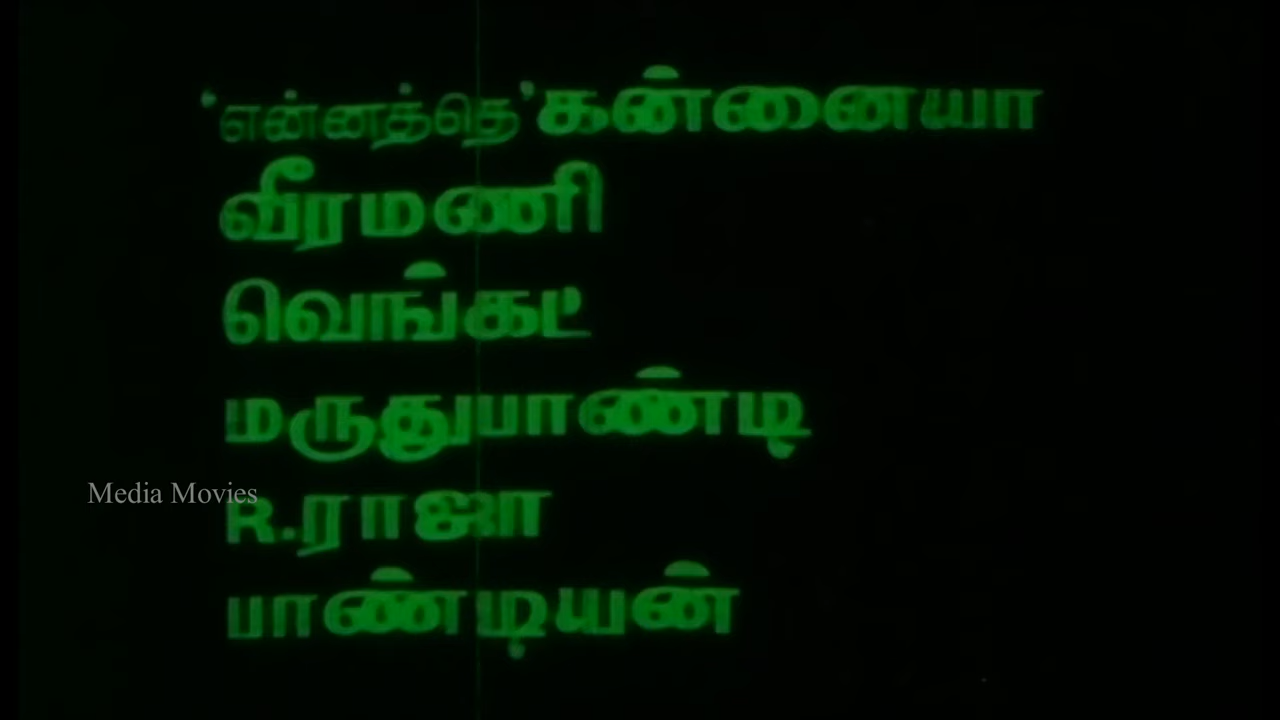 'என்னத்தெ' கன்னையா
வீரமணி
வெங்கட்
மருதுபாண்டி
Media Movies
R.ராஜா
பாண்டியன்